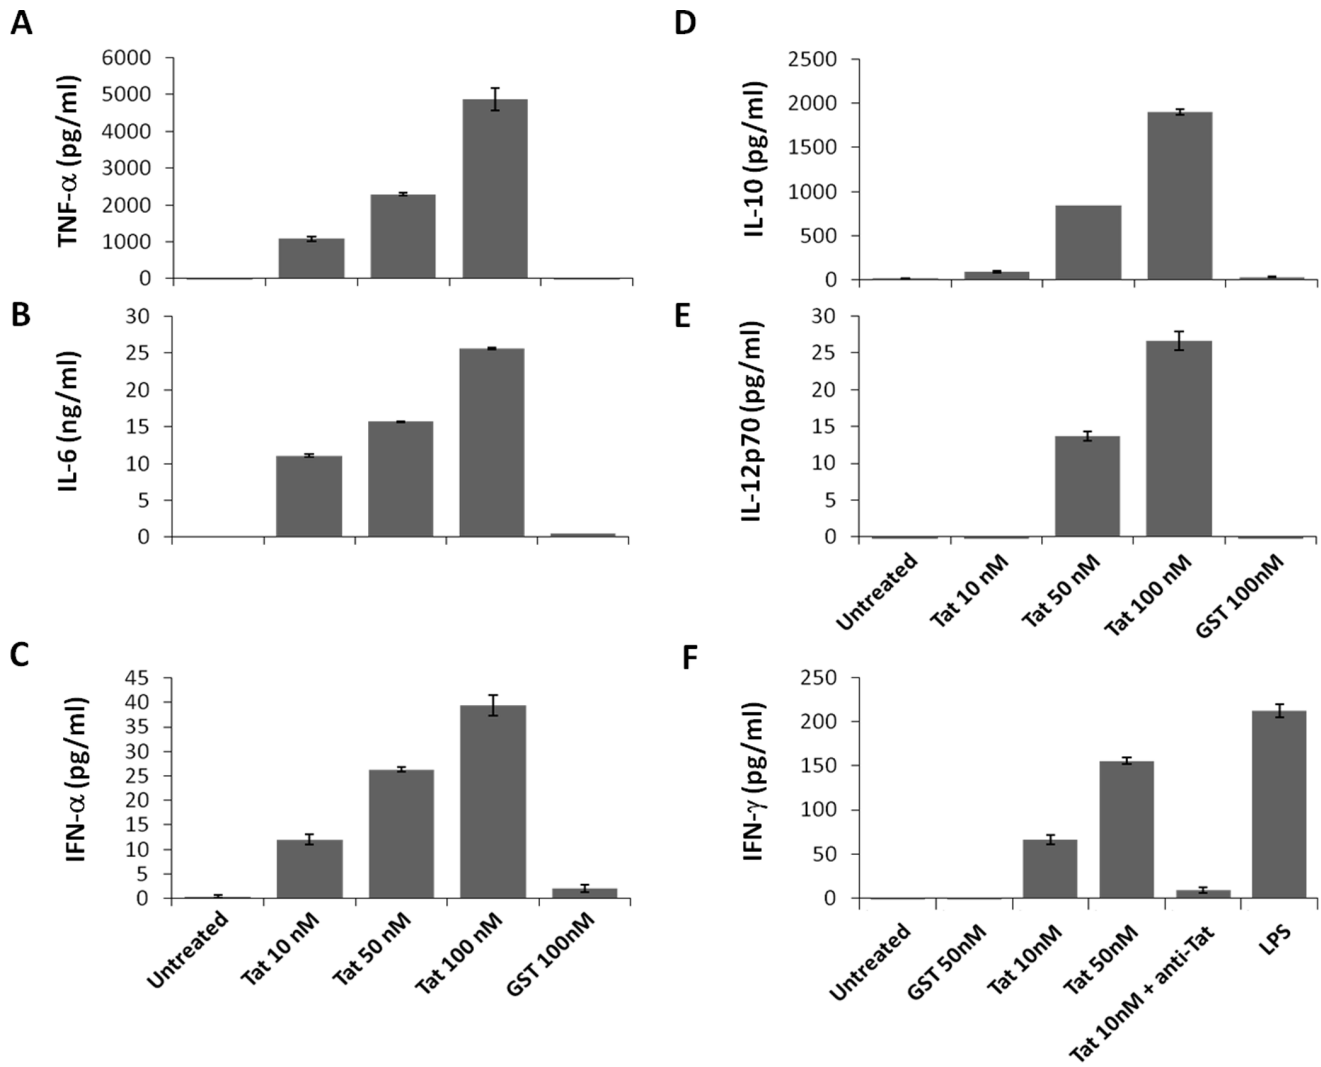 A
TNF-α (pg/ml)
6000
5000
4000
3000
2000
1000
0
B
IL-6 (ng/ml)
30
25
20
15
10
5
0
C
IFN-α (pg/ml)
45
40
35
30
25
20
15
10
5
0
Untreated
Tat 10 nM
Tat 50 nM
Tat 100 nM
GST 100nM
D
IL-10 (pg/ml)
2500
2000
1500
1000
500
0
E
IL-12p70 (pg/ml)
30
25
20
15
10
5
0
Untreated
Tat 10 nM
Tat 50 nM
Tat 100 nM
GST 100nM
F
IFN-γ (pg/ml)
250
200
150
100
50
0
Untreated
GST 50nM
Tat 10nM
Tat 50nM
Tat 10nM + anti-Tat
LPS